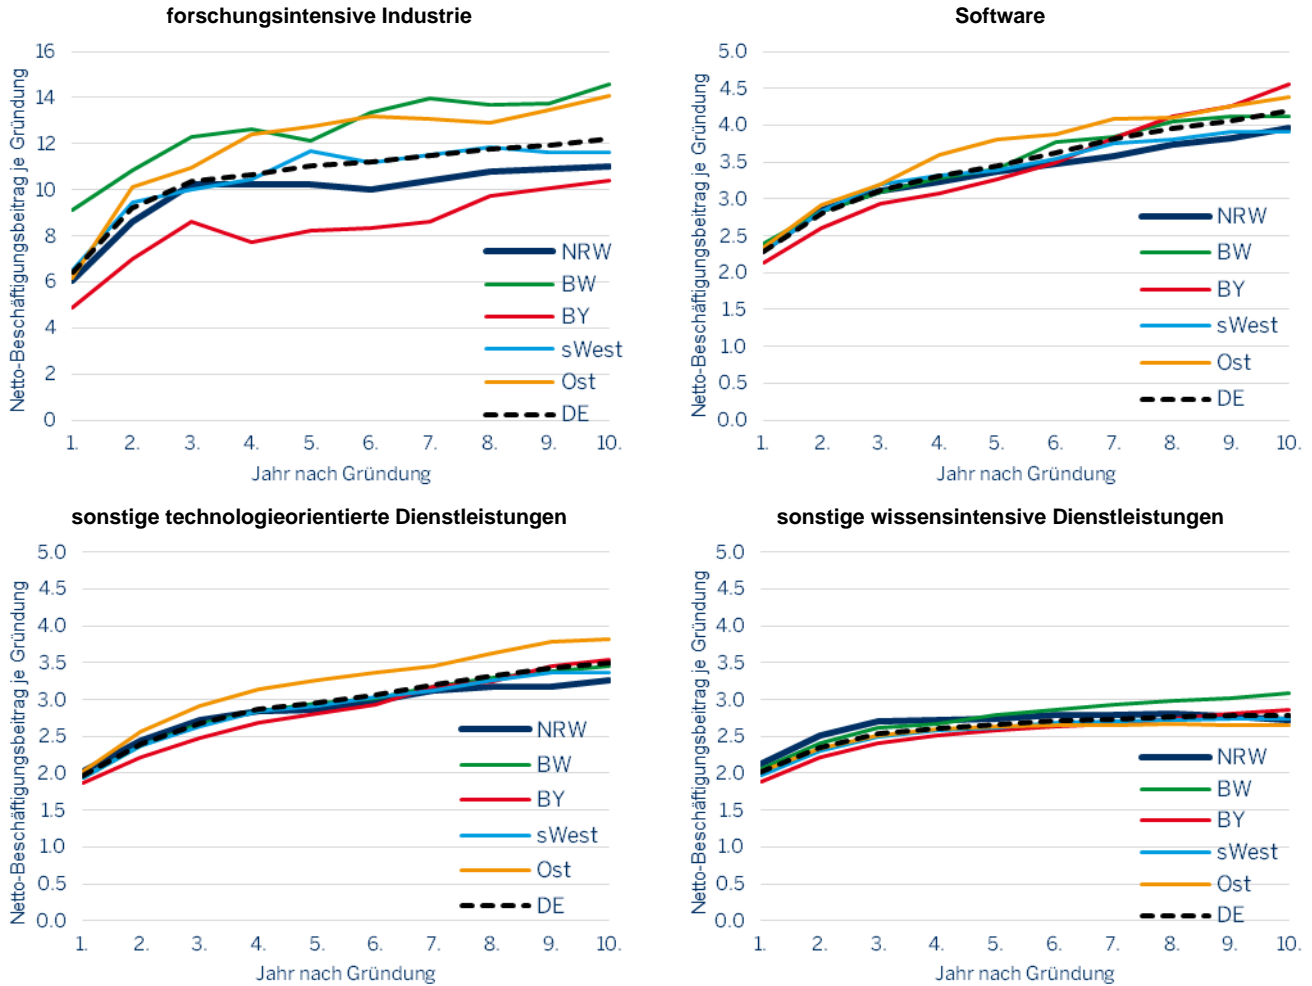 forschungsintensive Industrie
Netto-Beschäftigungsbeitrag je Gründung
16
14
12
10
8
6
4
2
0
1. 2. 3. 4. 5. 6. 7. 8. 9. 10.
Jahr nach Gründung
NRW
BW
BY
sWest
Ost
DE
Software
Netto-Beschäftigungsbeitrag je Gründung
5.0
4.5
4.0
3.5
3.0
2.5
2.0
1.5
1.0
0.5
0.0
1. 2. 3. 4. 5. 6. 7. 8. 9. 10.
Jahr nach Gründung
NRW
BW
BY
sWest
Ost
DE
sonstige technologieorientierte Dienstleistungen
Netto-Beschäftigungsbeitrag je Gründung
5.0
4.5
4.0
3.5
3.0
2.5
2.0
1.5
1.0
0.5
0.0
1. 2. 3. 4. 5. 6. 7. 8. 9. 10.
Jahr nach Gründung
NRW
BW
BY
sWest
Ost
DE
sonstige wissensintensive Dienstleistungen
Netto-Beschäftigungsbeitrag je Gründung
5.0
4.5
4.0
3.5
3.0
2.5
2.0
1.5
1.0
0.5
0.0
1. 2. 3. 4. 5. 6. 7. 8. 9. 10.
Jahr nach Gründung
NRW
BW
BY
sWest
Ost
DE